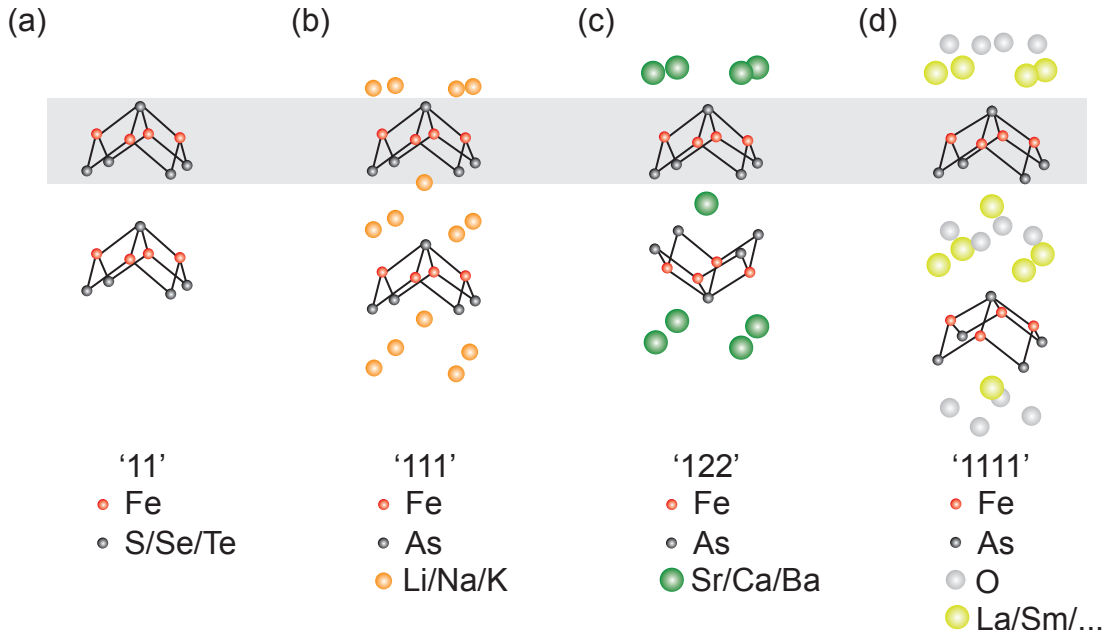 (a)
(b)
(c)
(d)
‘11’
Fe
S/Se/Te
‘111’
Fe
As
Li/Na/K
‘122’
Fe
As
Sr/Ca/Ba
‘1111’
Fe
As
O
La/Sm/...